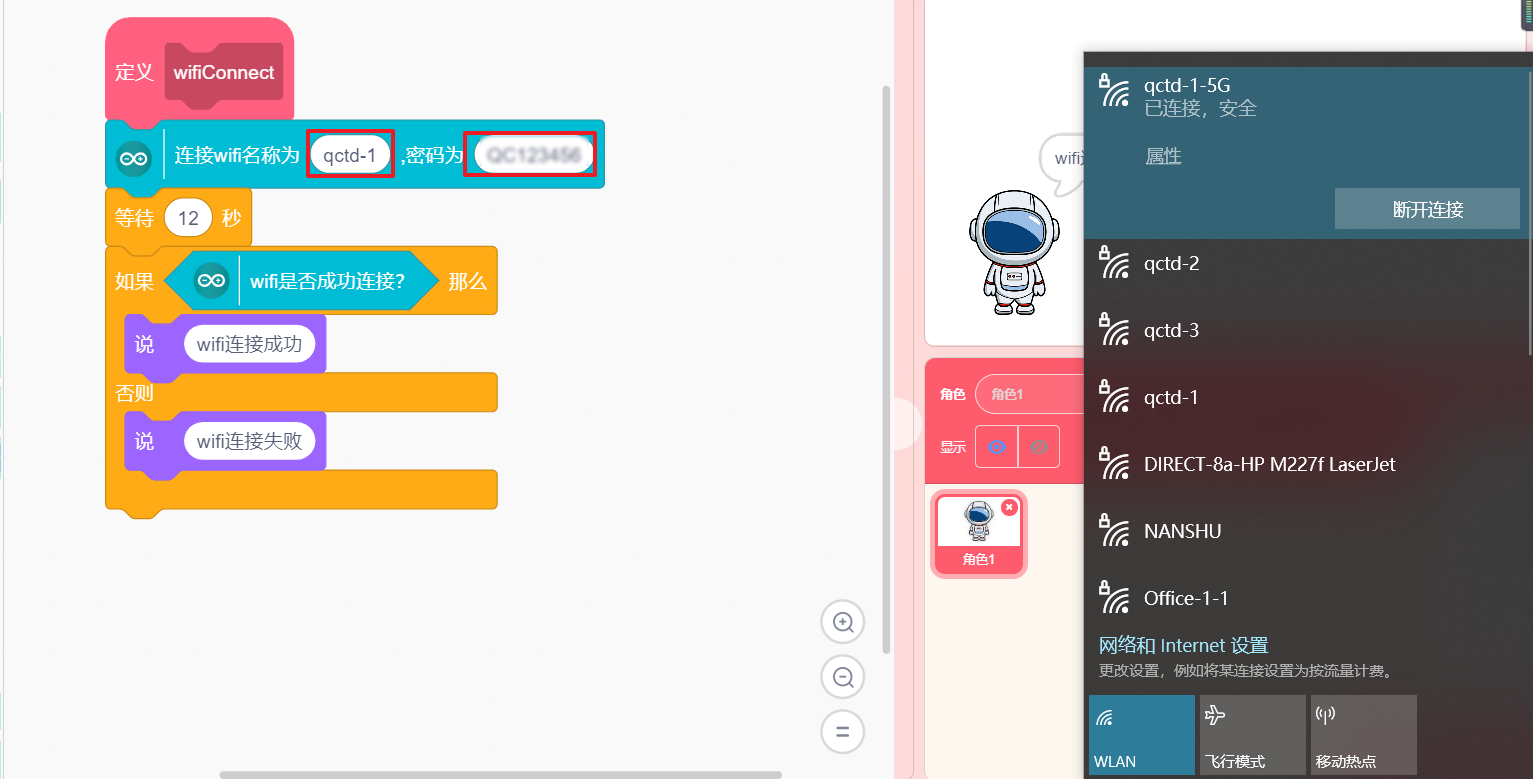 定义 wifiConnect
连接wifi名称为 qctd-1 ,密码为
等待 12 秒
如果 wifi是否成功连接? 那么
说 wifi连接成功
否则
说 wifi连接失败
角色 角色1
显示
角色1
qctd-1-5G
已连接，安全
属性
断开连接
qctd-2
qctd-3
qctd-1
DIRECT-8a-HP M227f LaserJet
NANSHU
Office-1-1
网络和 Internet 设置
更改设置，例如将某连接设置为按流量计费。
WLAN
飞行模式
移动热点